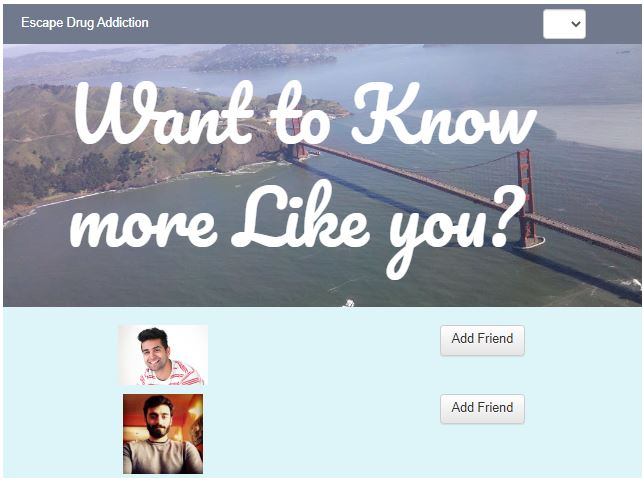 Escape Drug Addiction
Want to Know
more Like you?
Add Friend
Add Friend